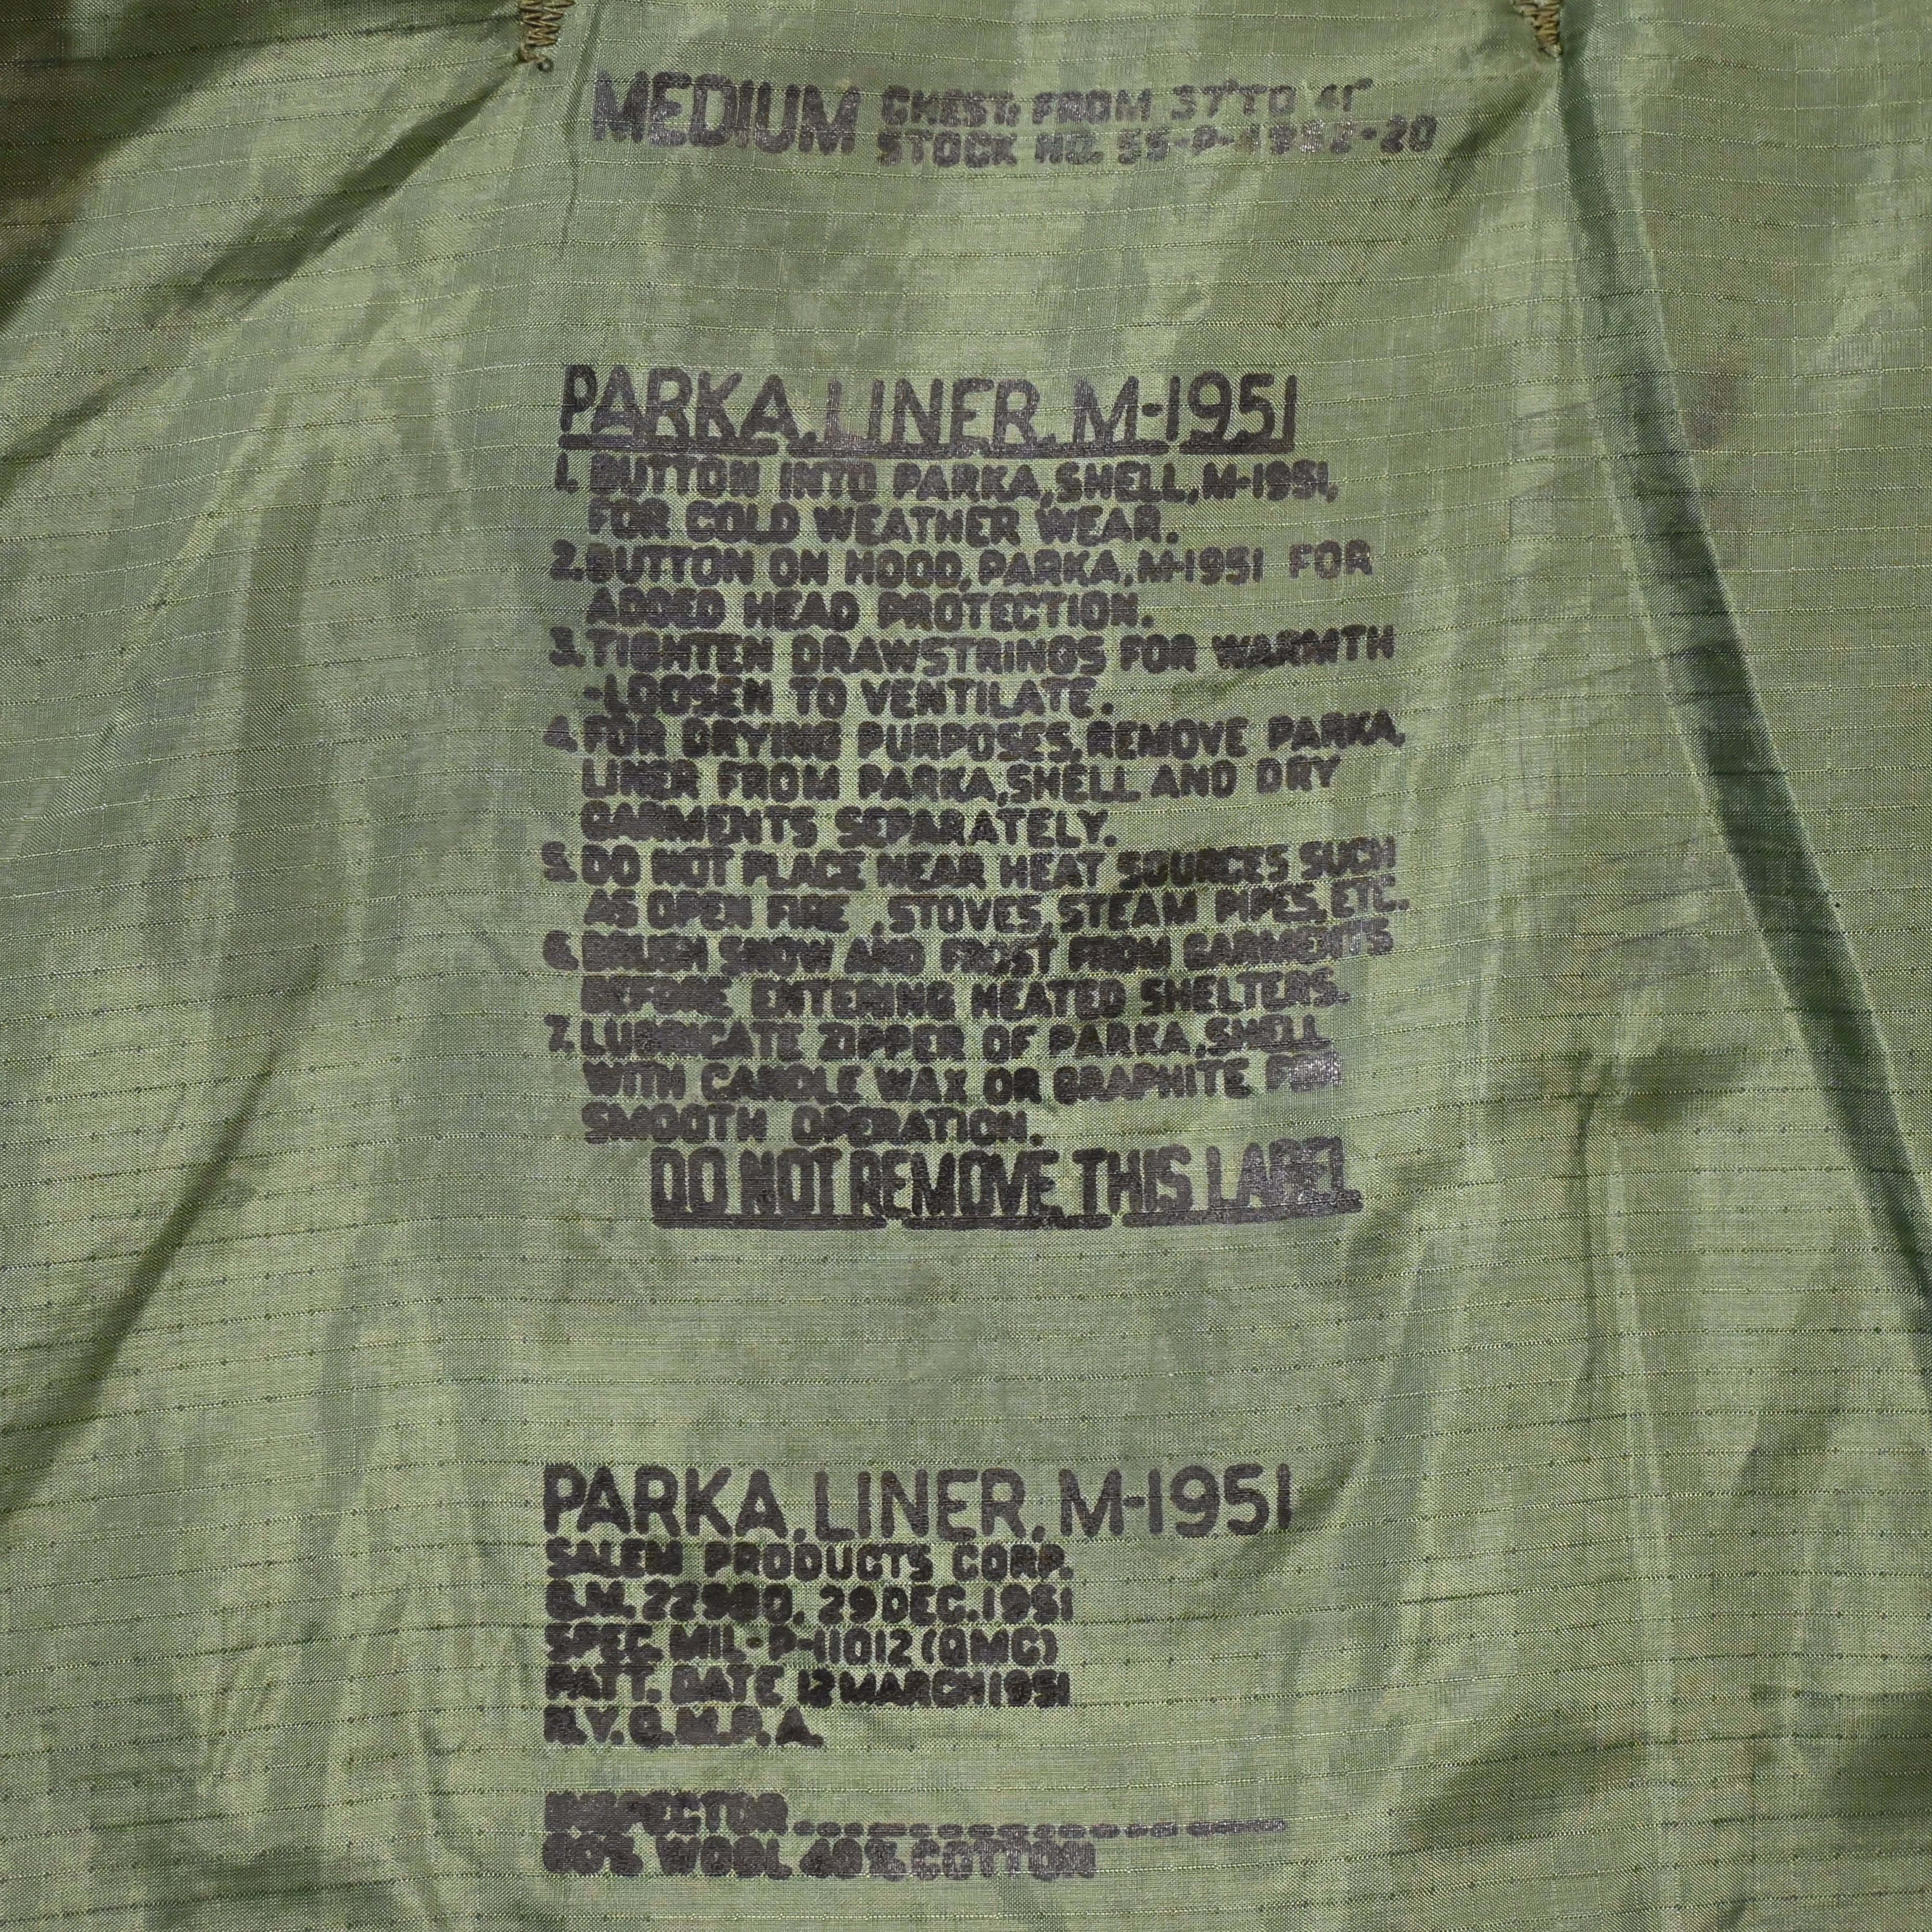 MEDIUM CHEST: FROM 37" TO 41"
STOCK NO. 55-P-
PARKA, LINER, M-1951
1. BUTTON INTO PARKA, SHELL, M-1951,
FOR COLD WEATHER WEAR.
2. BUTTON ON HOOD, PARKA, M-1951 FOR
ADDED HEAD PROTECTION.
3. TIGHTEN DRAWSTRINGS FOR WARMTH
-LOOSEN TO VENTILATE.
4. FOR DRYING PURPOSES, REMOVE PARKA,
LINER FROM PARKA, SHELL AND DRY
GARMENTS SEPARATELY.
5. DO NOT PLACE NEAR HEAT SOURCES SUCH
AS OPEN FIRE , STOVES, STEAM PIPES, ETC.
6. BRUSH SNOW AND FROST FROM GARMENTS
BEFORE ENTERING HEATED SHELTERS.
7. LUBRICATE ZIPPER OF PARKA, SHELL
WITH CANDLE WAX OR GRAPHITE FOR
SMOOTH OPERATION.
DO NOT REMOVE THIS LABEL
PARKA, LINER, M-1951
SALEM PRODUCTS CORP.
29 DEC. 1951
SPEC. MIL-P-11012 (QMC)
PATT. DATE 12 MARCH 1951
N.Y.Q.M.P.A.
INSPECTOR
60% WOOL 40% COTTON